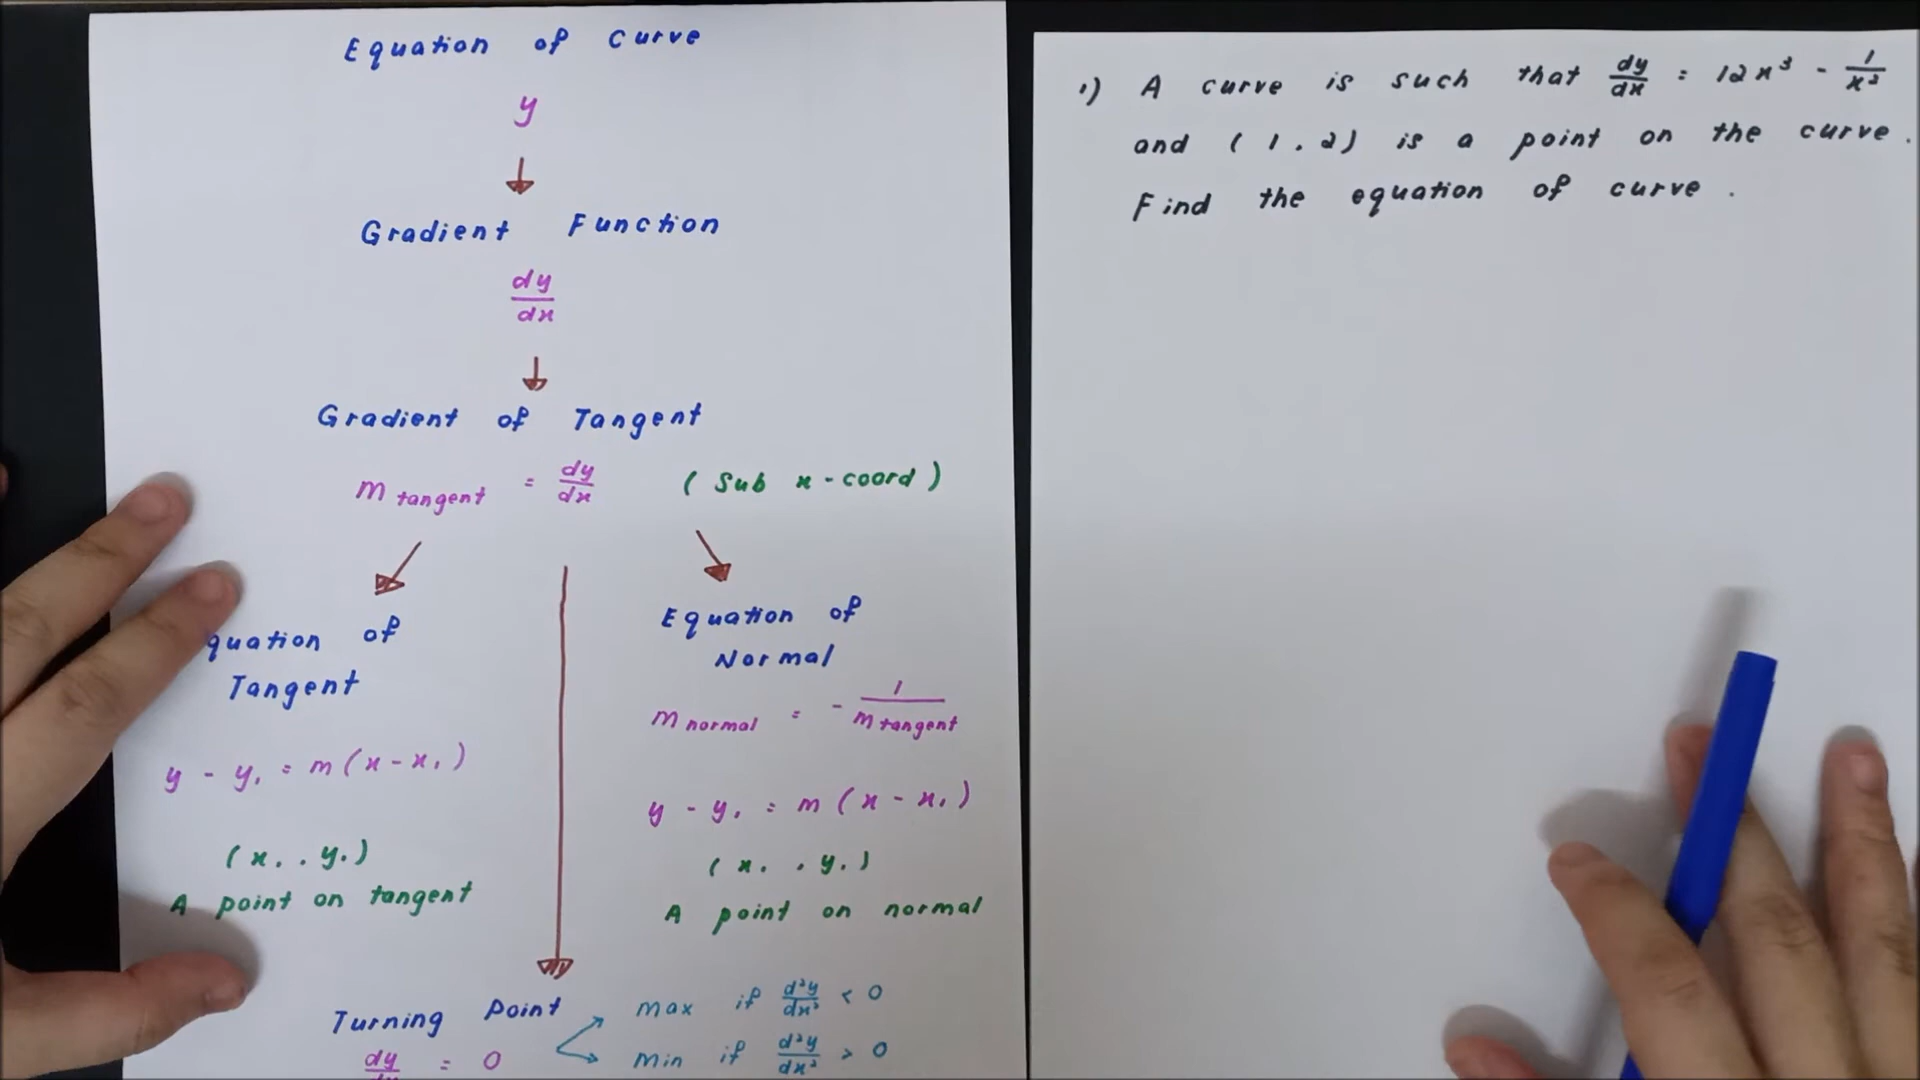 Equation of Curve
y
Gradient Function
dy/dx
Gradient of Tangent
m tangent = dy/dx (Sub x-coord)
quation of
Tangent
y - y₁ = m(x - x₁)
(x₁, y₁)
A point on tangent
Equation of
Normal
m normal = - 1/m tangent
y - y₁ = m(x - x₁)
(x₁, y₁)
A point on normal
Turning Point
dy = 0
max if d²y/dx² < 0
min if d²y/dx² > 0
1) A curve is such that dy/dx = 12x³ - 1/x²
and (1, 2) is a point on the curve.
Find the equation of curve.